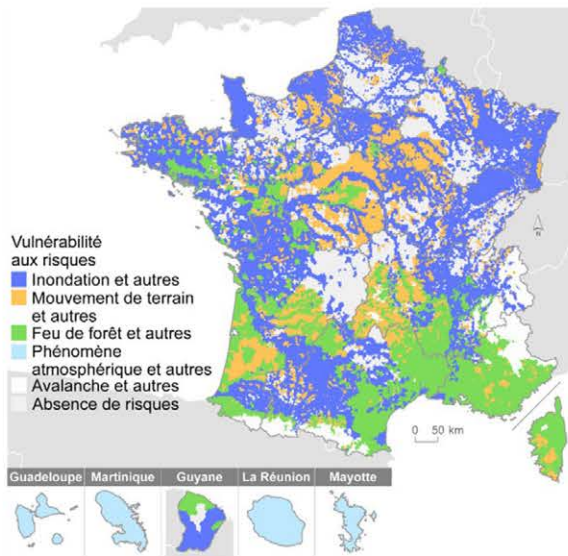 Vulnérabilité
aux risques
Inondation et autres
Mouvement de terrain
et autres
Feu de forêt et autres
Phénomène
atmosphérique et autres
Avalanche et autres
Absence de risques
N
0 50 km
Guadeloupe Martinique Guyane La Réunion Mayotte